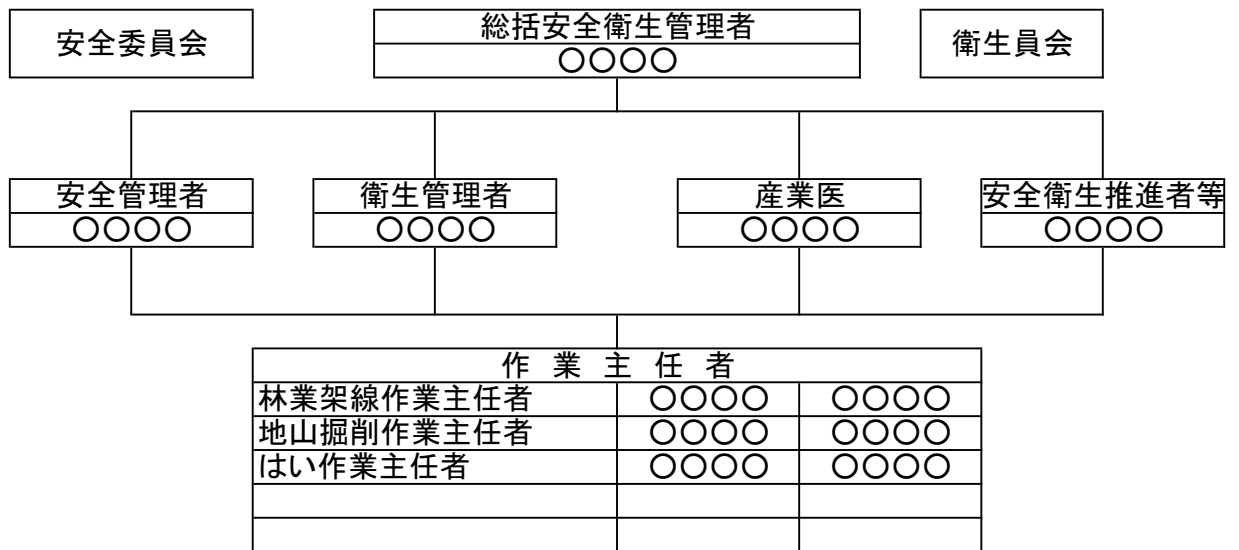 安全委員会
総括安全衛生管理者
〇〇〇〇
衛生員会
安全管理者
〇〇〇〇
衛生管理者
〇〇〇〇
産業医
〇〇〇〇
安全衛生推進者等
〇〇〇〇
作 業 主 任 者
林業架線作業主任者 〇〇〇〇 〇〇〇〇
地山掘削作業主任者 〇〇〇〇 〇〇〇〇
はい作業主任者 〇〇〇〇 〇〇〇〇